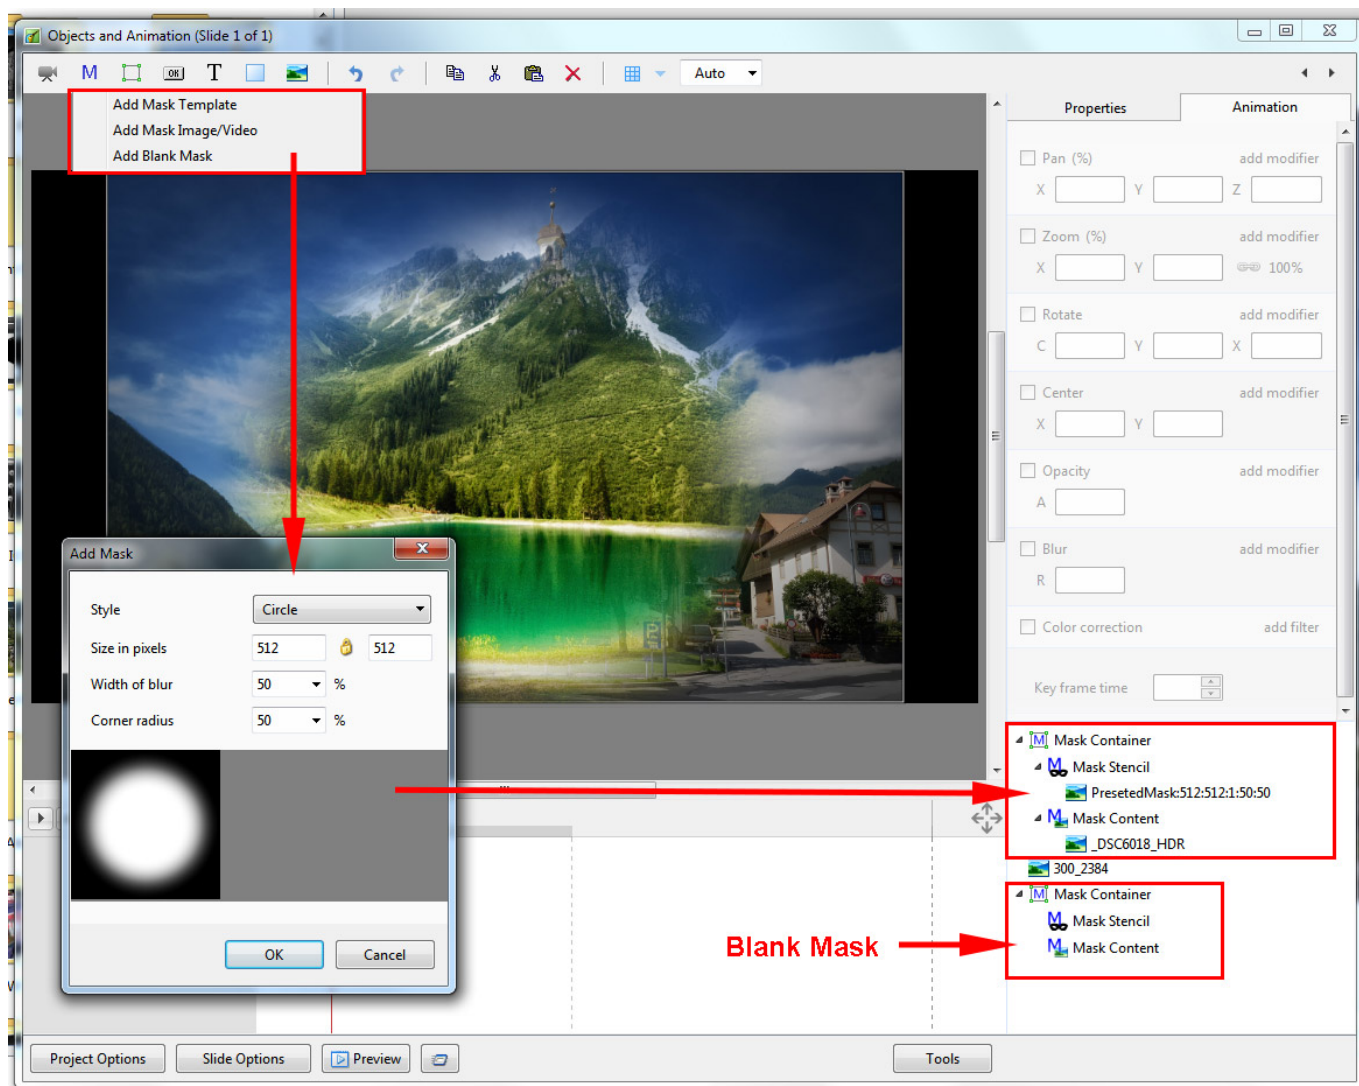 Objects and Animation (Slide 1 of 1)
M OK T Auto
Add Mask Template
Add Mask Image/Video
Add Blank Mask
Properties Animation
Pan (%) add modifier
X Y Z
Zoom (%) add modifier
X Y 100%
Rotate add modifier
C Y X
Center add modifier
X Y
Opacity add modifier
A
Blur add modifier
R
Color correction add filter
Key frame time
Add Mask
Style Circle
Size in pixels 512 512
Width of blur 50 %
Corner radius 50 %
OK Cancel
M Mask Container
M Mask Stencil
PresetedMask:512:512:1:50:50
M Mask Content
_DSC6018_HDR
300_2384
M Mask Container
M Mask Stencil
M Mask Content
Blank Mask
Project Options Slide Options Preview Tools